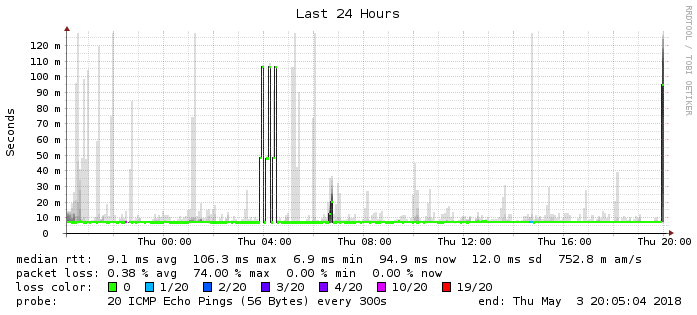 Last 24 Hours
RRDTOOL / TOBI OETIKER
Seconds
120 m
110 m
100 m
90 m
80 m
70 m
60 m
50 m
40 m
30 m
20 m
10 m
0
Thu 00:00 Thu 04:00 Thu 08:00 Thu 12:00 Thu 16:00 Thu 20:00
median rtt: 9.1 ms avg 106.3 ms max 6.9 ms min 94.9 ms now 12.0 ms sd 752.8 m am/s
packet loss: 0.38 % avg 74.00 % max 0.00 % min 0.00 % now
loss color: 0 1/20 2/20 3/20 4/20 10/20 19/20
probe: 20 ICMP Echo Pings (56 Bytes) every 300s end: Thu May 3 20:05:04 2018